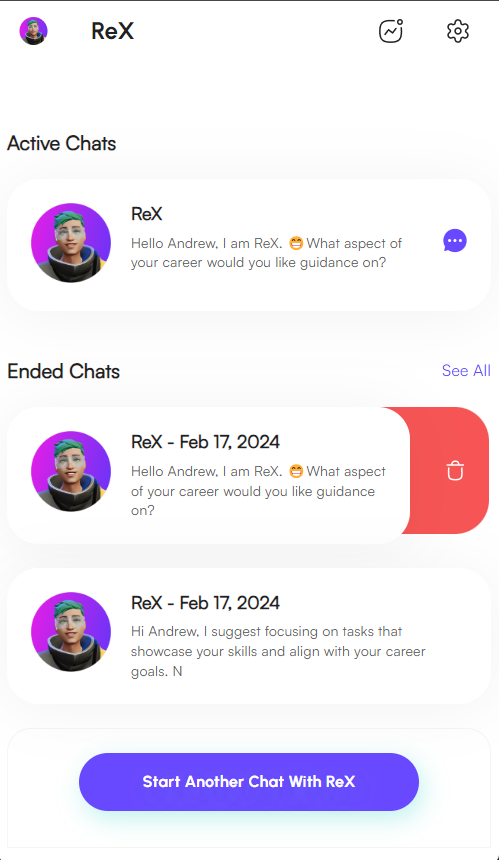 ReX
Active Chats
ReX
Hello Andrew, I am ReX. 😁What aspect of
your career would you like guidance on?
Ended Chats
See All
ReX - Feb 17, 2024
Hello Andrew, I am ReX. 😁What aspect
of your career would you like guidance
on?
ReX - Feb 17, 2024
Hi Andrew, I suggest focusing on tasks that
showcase your skills and align with your career
goals. N
Start Another Chat With ReX